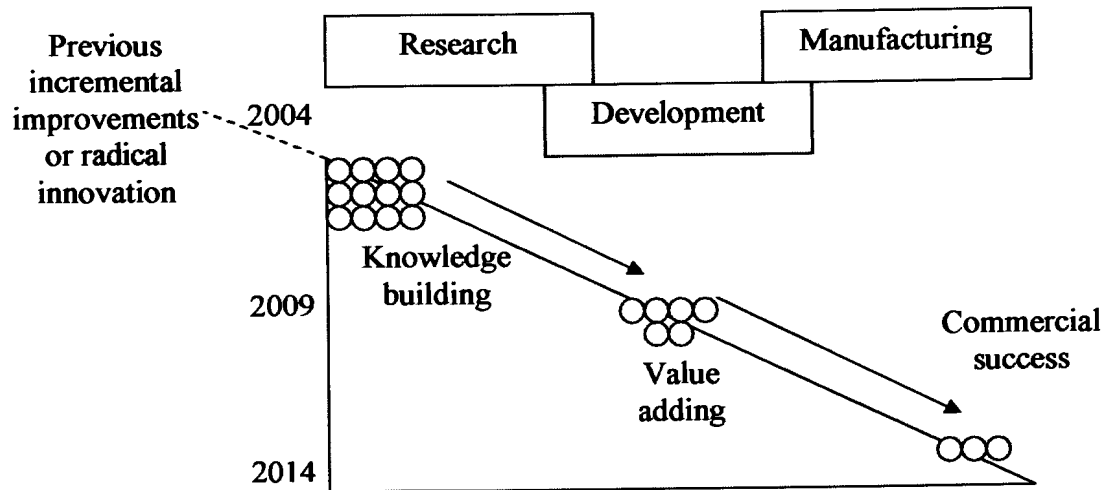 Previous
incremental
improvements
or radical
innovation
Research
Manufacturing
Development
2004
Knowledge
building
2009
Value
adding
Commercial
success
2014